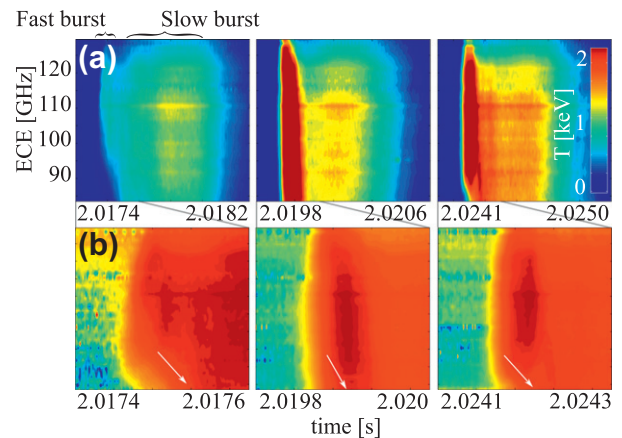 Fast burst Slow burst
(a)
ECE [GHz]
120
110
100
90
2
T [keV]
1
0
2.0174 2.0182 2.0198 2.0206 2.0241 2.0250
(b)
2.0174 2.0176 2.0198 2.020 2.0241 2.0243
time [s]